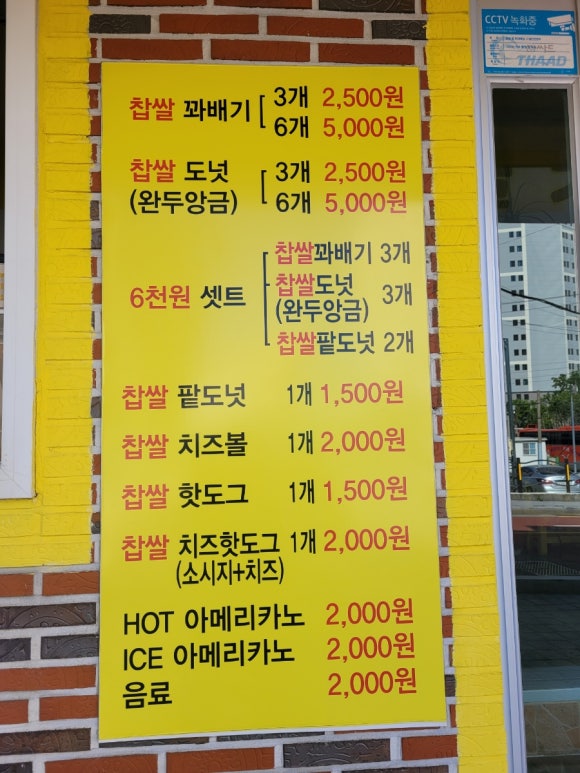 찹쌀 꽈배기 3개 2,500원
6개 5,000원
찹쌀 도넛 3개 2,500원
(완두앙금) 6개 5,000원
6천원 셋트
찹쌀꽈배기 3개
찹쌀도넛
(완두앙금) 3개
찹쌀팥도넛 2개
찹쌀 팥도넛 1개 1,500원
찹쌀 치즈볼 1개 2,000원
찹쌀 핫도그 1개 1,500원
찹쌀 치즈핫도그 1개 2,000원
(소시지+치즈)
HOT 아메리카노 2,000원
ICE 아메리카노 2,000원
음료 2,000원
CCTV 녹화중
THAAD